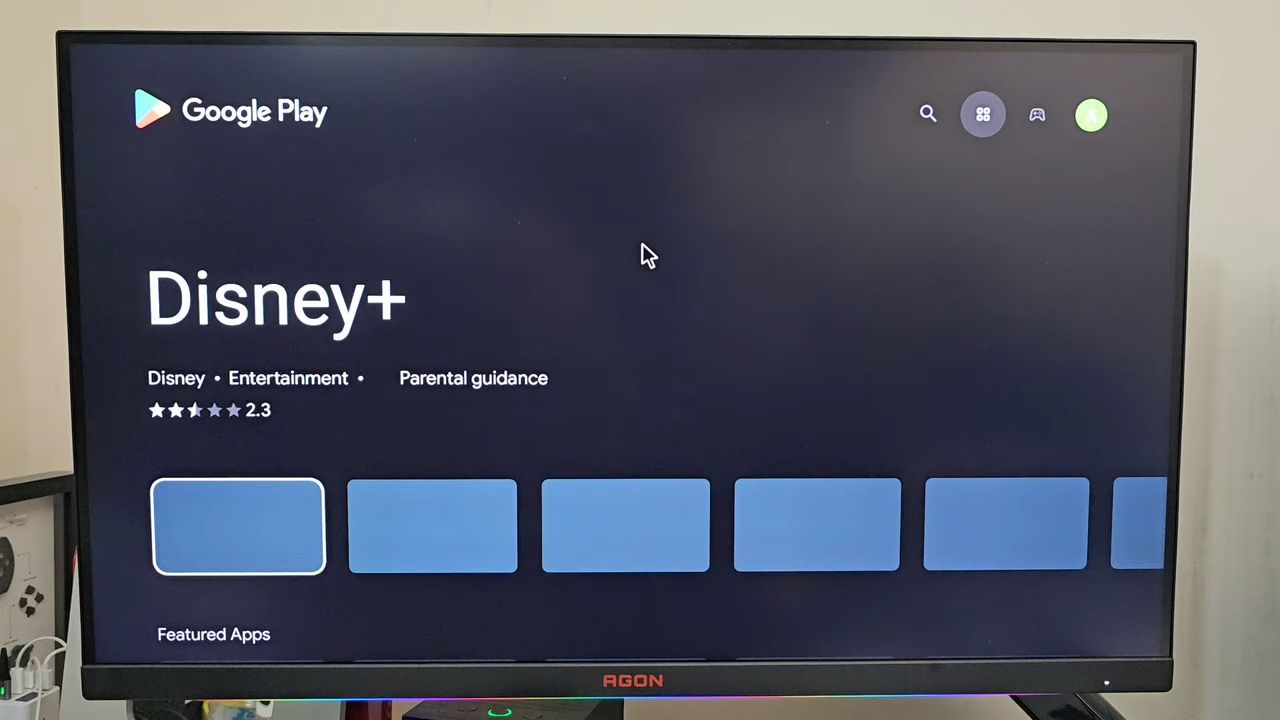 Google Play
Disney+
Disney • Entertainment • Parental guidance
2.3
Featured Apps
AGON